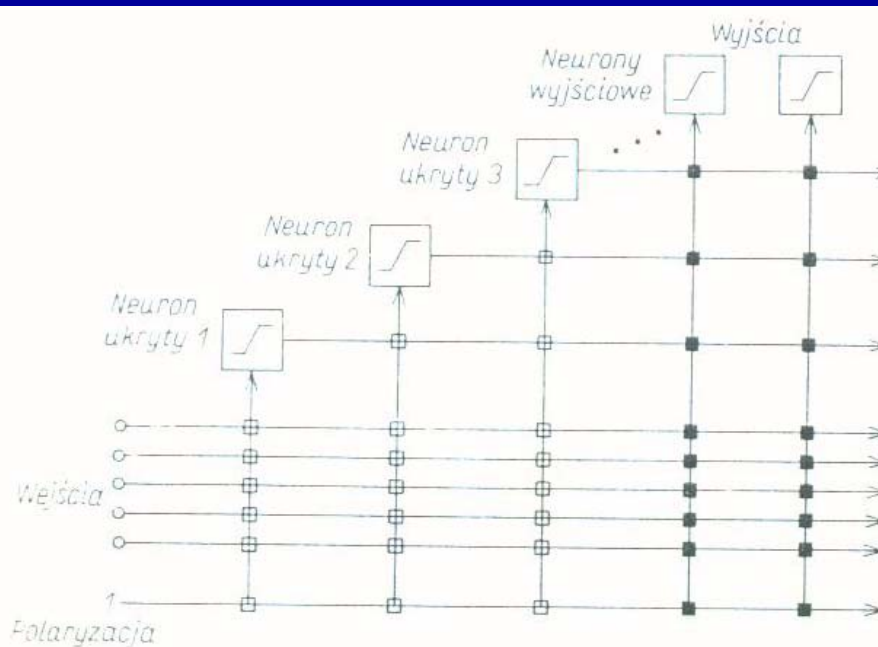 Wyjścia
Neurony
wyjściowe
Neuron
ukryty 3
Neuron
ukryty 2
Neuron
ukryty 1
Wejścia
1
Polaryzacja